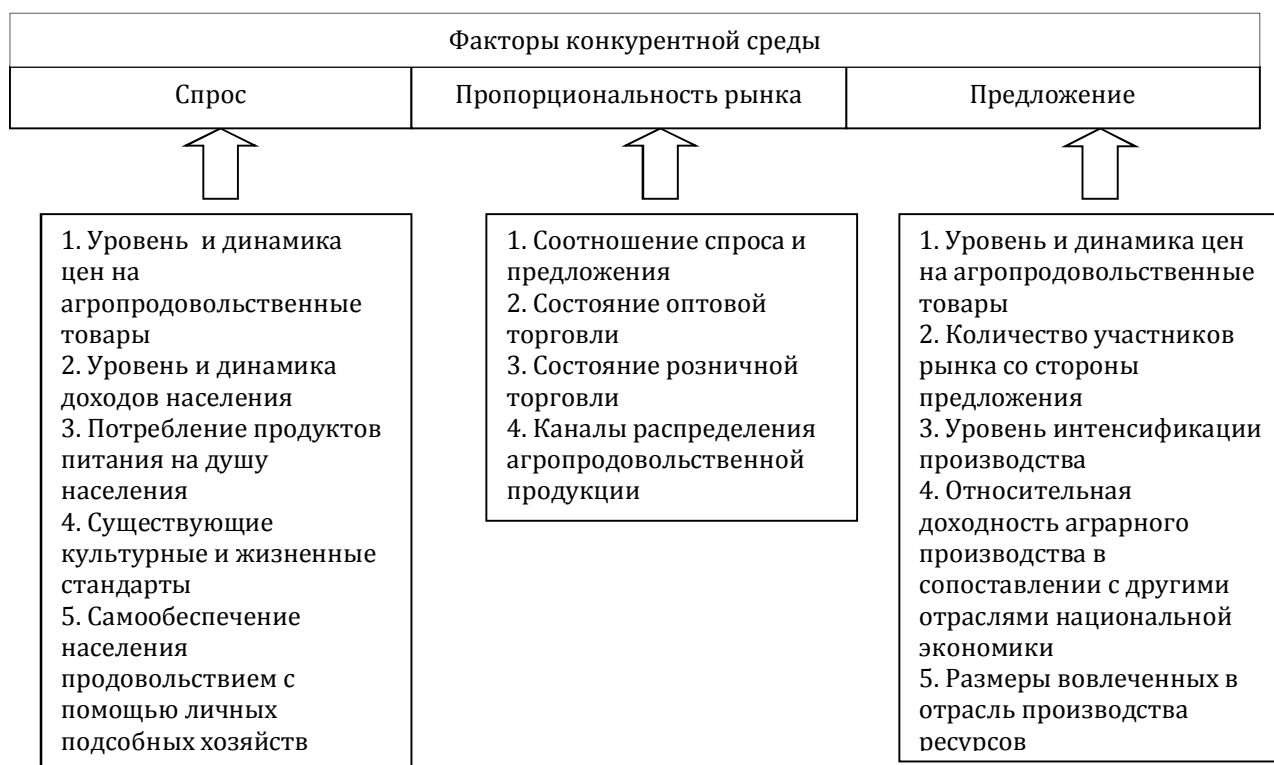 Факторы конкурентной среды
Спрос
Пропорциональность рынка
Предложение
1. Уровень и динамика
цен на
агропродовольственные
товары
2. Уровень и динамика
доходов населения
3. Потребление продуктов
питания на душу
населения
4. Существующие
культурные и жизненные
стандарты
5. Самообеспечение
населения
продовольствием с
помощью личных
подсобных хозяйств
1. Соотношение спроса и
предложения
2. Состояние оптовой
торговли
3. Состояние розничной
торговли
4. Каналы распределения
агропродовольственной
продукции
1. Уровень и динамика цен
на агропродовольственные
товары
2. Количество участников
рынка со стороны
предложения
3. Уровень интенсификации
производства
4. Относительная
доходность аграрного
производства в
сопоставлении с другими
отраслями национальной
экономики
5. Размеры вовлеченных в
отрасль производства
ресурсов